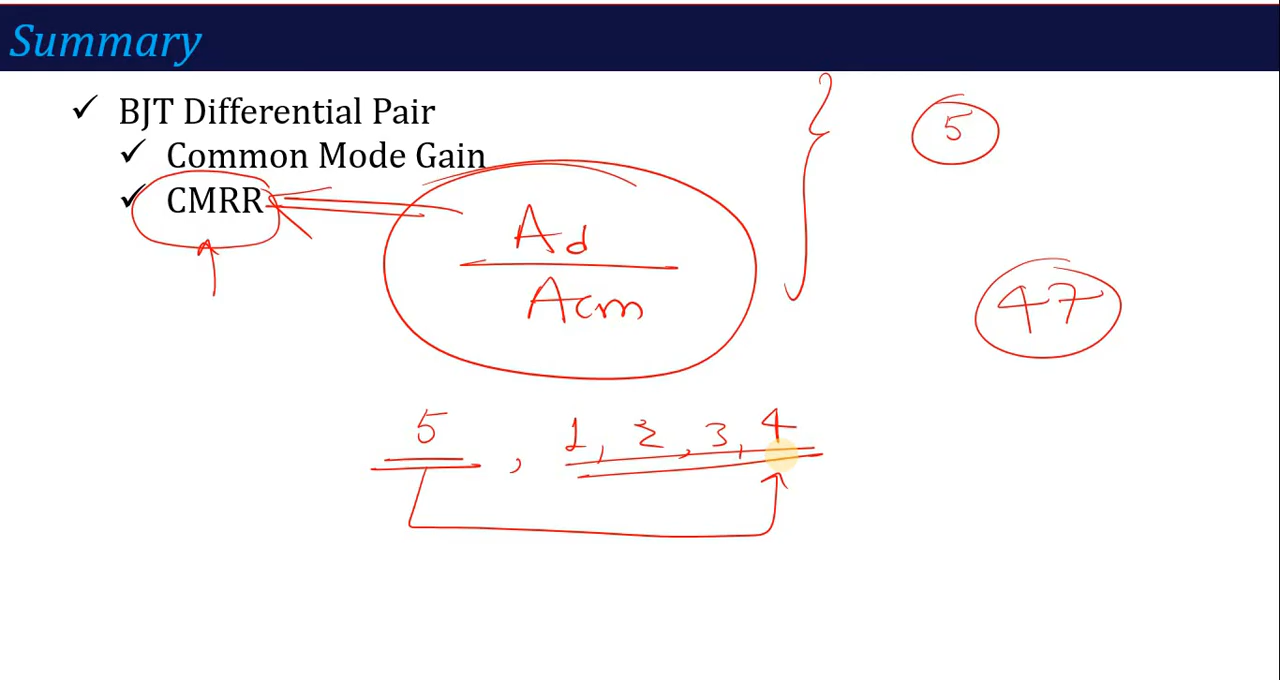 Summary
✓ BJT Differential Pair
✓ Common Mode Gain
✓ CMRR
5
Ad
Acm
47
5, 1, 2, 3, 4